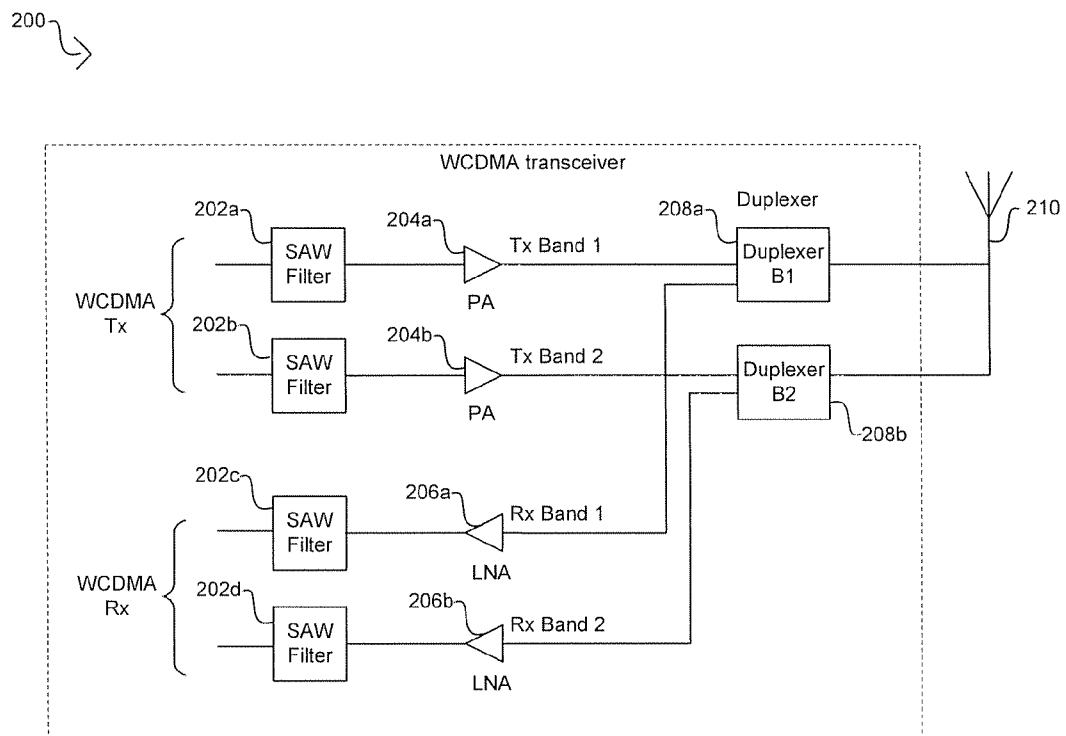 200
WCDMA transceiver
202a
204a
208a
Duplexer
210
SAW
Filter
Tx Band 1
Duplexer
B1
PA
WCDMA
Tx
202b
204b
SAW
Filter
Tx Band 2
Duplexer
B2
PA
208b
202c
206a
SAW
Filter
Rx Band 1
LNA
WCDMA
Rx
202d
206b
SAW
Filter
Rx Band 2
LNA